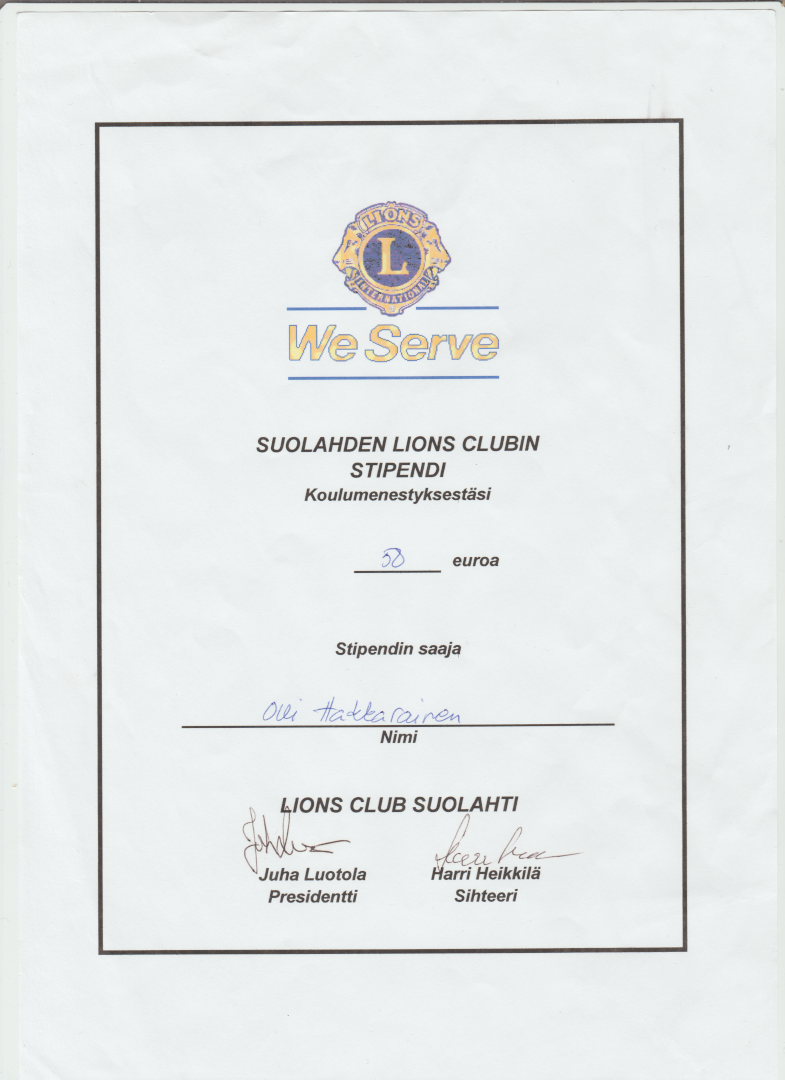 LIONS
L
INTERNATIONAL
We Serve
SUOLAHDEN LIONS CLUBIN
STIPENDI
Koulumenestyksestäsi
50 euroa
Stipendin saaja
Olli Hakkarainen
Nimi
LIONS CLUB SUOLAHTI
Juha Luotola Harri Heikkilä
Presidentti Sihteeri